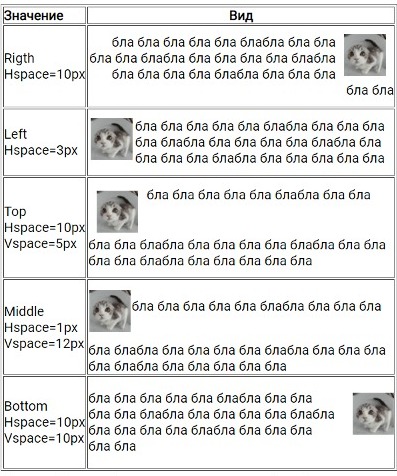 Значение Вид
Rigth
Hspace=10px
бла бла бла бла бла блабла бла бла
бла бла блабла бла бла бла бла блабла
бла бла бла бла блабла бла бла бла
бла бла
Left
Hspace=3px
бла бла бла бла бла блабла бла бла бла
бла блабла бла бла бла бла блабла бла
бла бла бла блабла бла бла бла бла бла
Top
Hspace=10px
Vspace=5px
бла бла бла бла бла блабла бла бла
бла бла блабла бла бла бла бла блабла бла бла
бла бла блабла бла бла бла бла бла
Middle
Hspace=1px
Vspace=12px
бла бла бла бла бла блабла бла бла бла
бла блабла бла бла бла бла блабла бла бла бла
бла блабла бла бла бла бла бла
Bottom
Hspace=10px
Vspace=10px
бла бла бла бла бла блабла бла бла
бла бла блабла бла бла бла бла блабла
бла бла бла бла блабла бла бла бла
бла бла